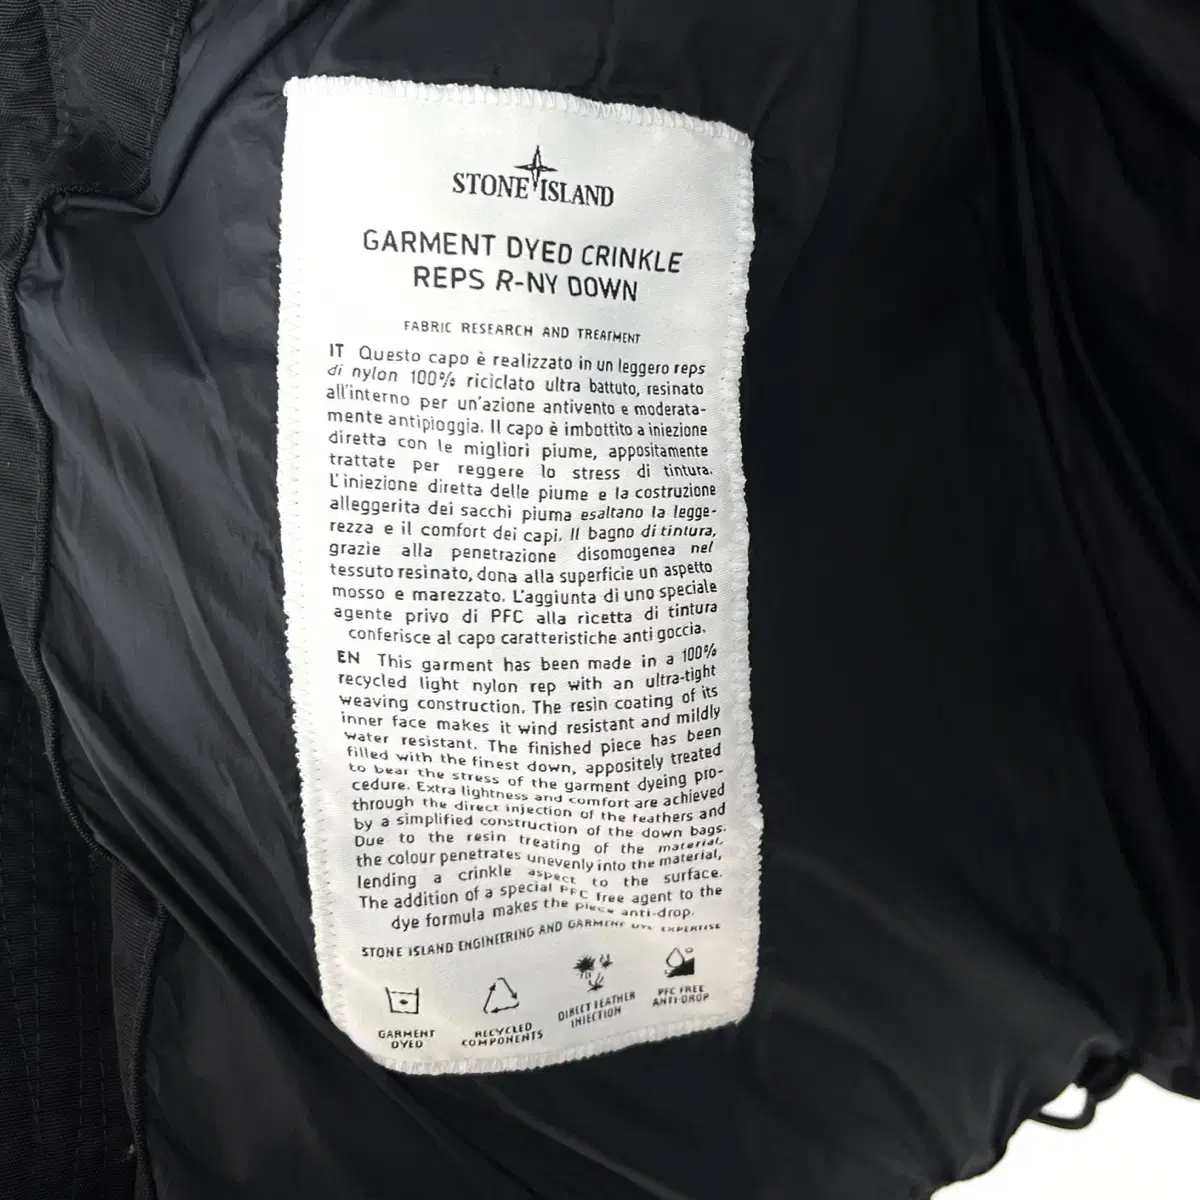 STONE ISLAND
GARMENT DYED CRINKLE
REPS R-NY DOWN
FABRIC RESEARCH AND TREATMENT
IT Questo capo è realizzato in un leggero reps
di nylon 100% riciclato ultra battuto, resinato
all'interno per un'azione antivento e moderata-
mente antipioggia. Il capo è imbottito a iniezione
diretta con le migliori piume, appositamente
trattate per reggere lo stress di tintura.
L'iniezione diretta delle piume e la costruzione
alleggerita dei sacchi piuma esaltano la legge-
rezza e il comfort dei capi. Il bagno di tintura,
grazie alla penetrazione disomogenea nel
tessuto resinato, dona alla superficie un aspetto
mosso e marezzato. L'aggiunta di uno speciale
agente privo di PFC alla ricetta di tintura
conferisce al capo caratteristiche anti goccia.
EN This garment has been made in a 100%
recycled light nylon rep with an ultra-tight
weaving construction. The resin coating of its
inner face makes it wind resistant and mildly
water resistant. The finished piece has been
filled with the finest down, appositely treated
to bear the stress of the garment dyeing pro-
cedure. Extra lightness and comfort are achieved
through the direct injection of the feathers and
by a simplified construction of the down bags.
Due to the resin treating of the material,
the colour penetrates unevenly into the material,
lending a crinkle aspect to the surface.
The addition of a special PFC free agent to the
dye formula makes the piece anti-drop.
STONE ISLAND ENGINEERING AND GARMENT DYE EXPERTISE
GARMENT
DYED
RECYCLED
COMPONENTS
DIRECT FEATHER
INJECTION
PFC FREE
ANTI-DROP